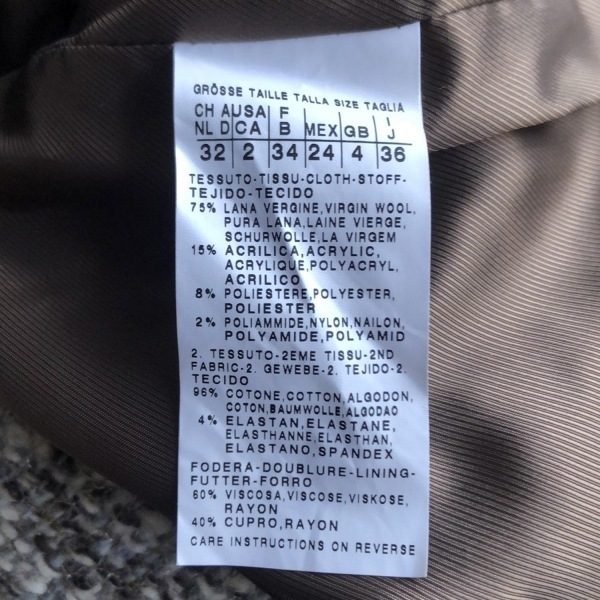 GRÖSSE TAILLE TALLA SIZE TAGLIA
CH A USA F I
NL D CA B MEX GB J
32 2 34 24 4 36
TESSUTO-TISSU-CLOTH-STOFF-
TEJIDO-TECIDO
75% LANA VERGINE,VIRGIN WOOL,
PURA LANA,LAINE VIERGE,
SCHURWOLLE,LA VIRGEM
15% ACRILICA,ACRYLIC,
ACRYLIQUE,POLYACRYL,
ACRILICO
8% POLIESTERE,POLYESTER,
POLIESTER
2% POLIAMMIDE,NYLON,NAILON,
POLYAMIDE,POLYAMID
2. TESSUTO-2EME TISSU-2ND
FABRIC-2. GEWEBE-2. TEJIDO-2.
TECIDO
96% COTONE,COTTON,ALGODON,
COTON,BAUMWOLLE,ALGODAO
4% ELASTAN,ELASTANE,
ELASTHANNE,ELASTHAN,
ELASTANO,SPANDEX
FODERA-DOUBLURE-LINING-
FUTTER-FORRO
60% VISCOSA,VISCOSE,VISKOSE,
RAYON
40% CUPRO,RAYON
CARE INSTRUCTIONS ON REVERSE